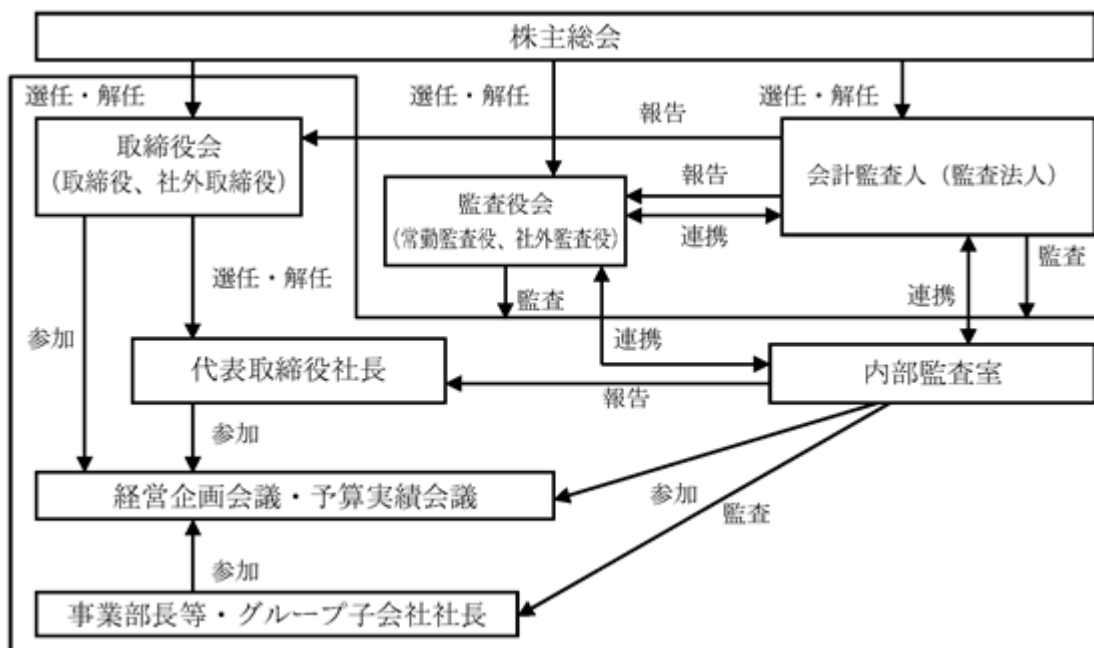 株主総会
選任・解任
選任・解任
選任・解任
報告
取締役会
(取締役、社外取締役)
会計監査人（監査法人）
報告
監査役会
(常勤監査役、社外監査役)
連携
選任・解任
監査
監査
連携
参加
連携
代表取締役社長
内部監査室
報告
参加
経営企画会議・予算実績会議
参加
監査
参加
事業部長等・グループ子会社社長